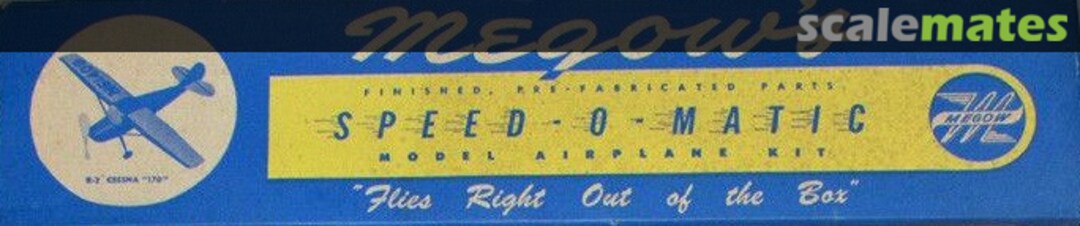 scalemates
Megow's
FINISHED, PRE-FABRICATED PARTS
SPEED-O-MATIC
MODEL AIRPLANE KIT
MEGOW
"Flies Right Out of the Box"
K-2 CESSNA "170"